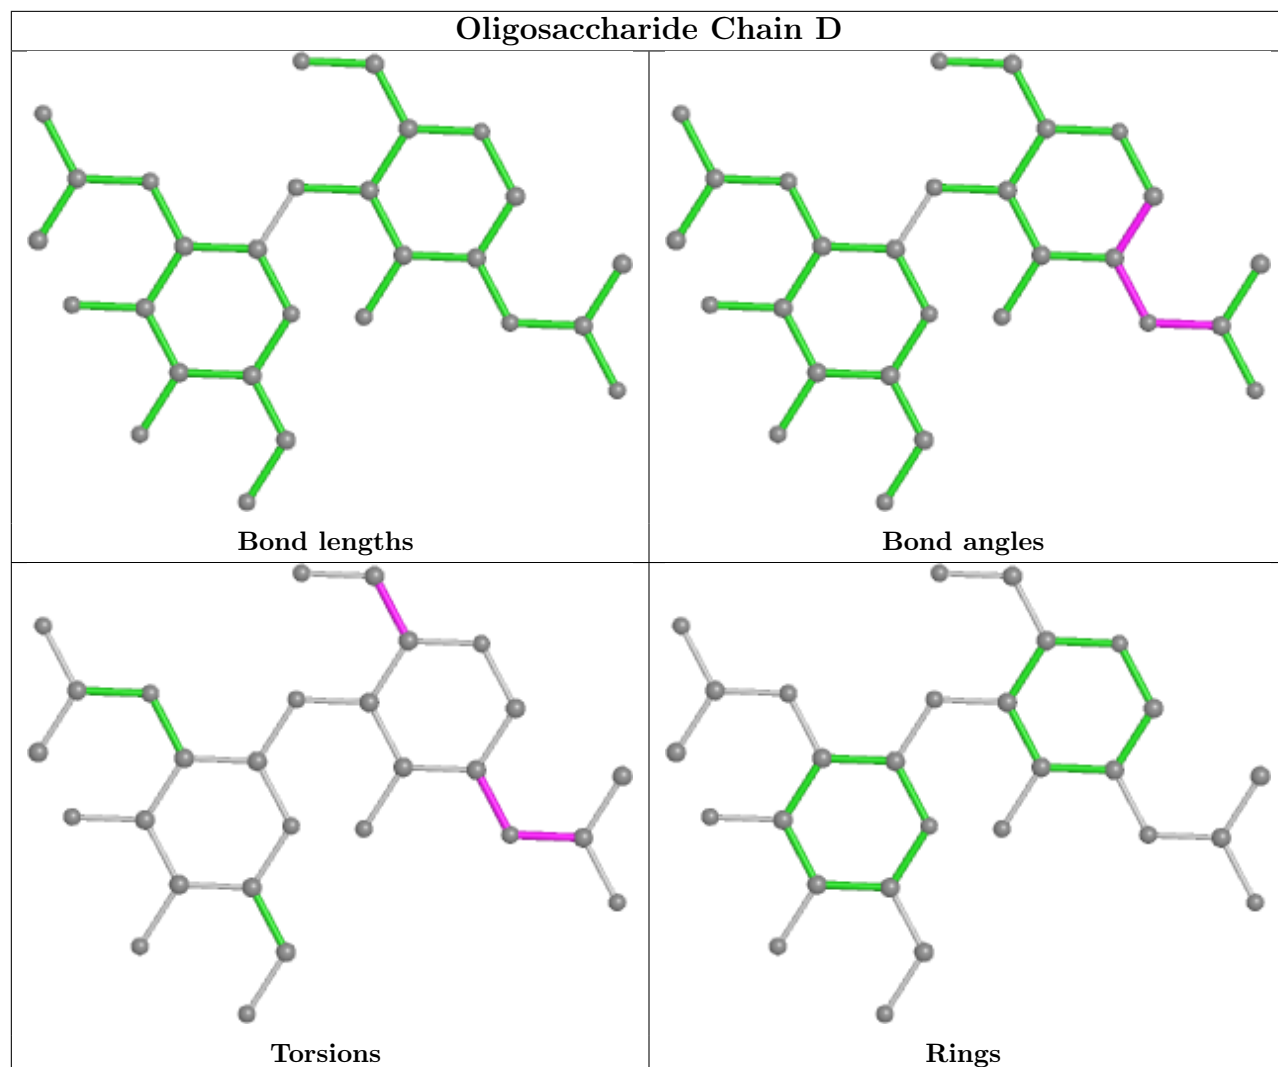 Oligosaccharide Chain D
Bond lengths
Bond angles
Torsions
Rings